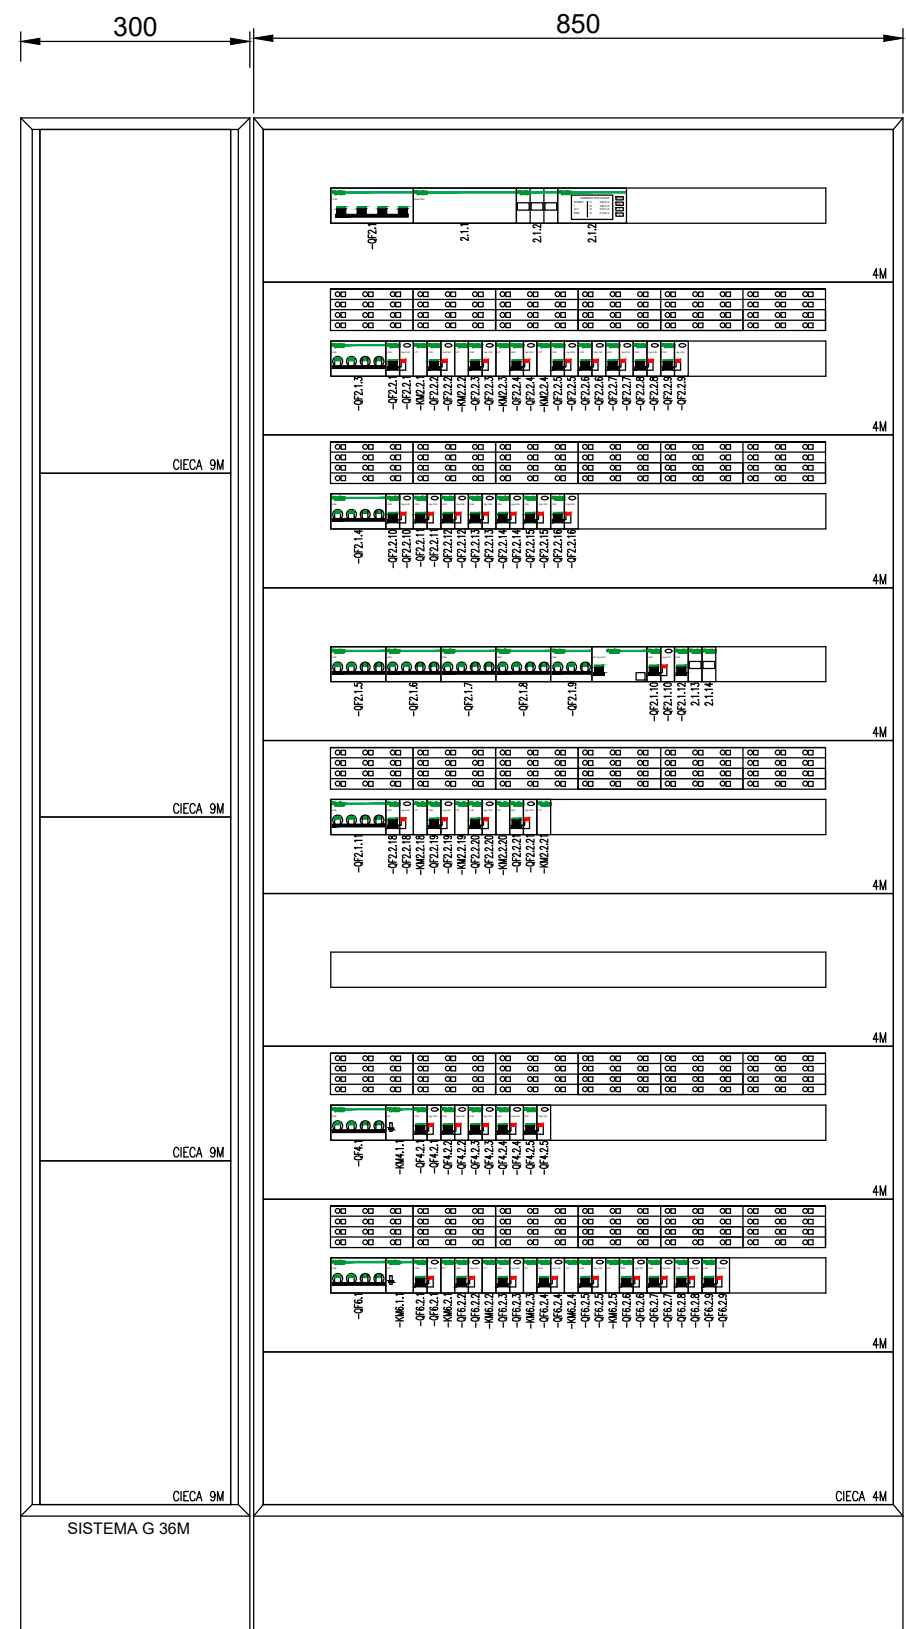 300
850
-QF2.1
2.1.1
2.1.2
2.1.2
4M
-QF2.1.3
-QF2.2.1
-QF2.2.1
-KM2.2.1
-QF2.2.2
-QF2.2.2
-KM2.2.2
-QF2.2.3
-QF2.2.3
-KM2.2.3
-QF2.2.4
-QF2.2.4
-KM2.2.4
-QF2.2.5
-QF2.2.5
-QF2.2.6
-QF2.2.6
-QF2.2.7
-QF2.2.7
-QF2.2.8
-QF2.2.8
-QF2.2.9
-QF2.2.9
4M
CIECA 9M
-QF2.1.4
-QF2.2.10
-QF2.2.10
-QF2.2.11
-QF2.2.11
-QF2.2.12
-QF2.2.12
-QF2.2.13
-QF2.2.13
-QF2.2.14
-QF2.2.14
-QF2.2.15
-QF2.2.15
-QF2.2.16
-QF2.2.16
4M
-QF2.1.5
-QF2.1.6
-QF2.1.7
-QF2.1.8
-QF2.1.9
-QF2.1.10
-QF2.1.10
-QF2.1.12
2.1.13
2.1.14
4M
CIECA 9M
-QF2.1.11
-QF2.2.18
-QF2.2.18
-KM2.2.18
-QF2.2.19
-QF2.2.19
-KM2.2.19
-QF2.2.20
-QF2.2.20
-KM2.2.20
-QF2.2.21
-QF2.2.21
-KM2.2.21
4M
4M
CIECA 9M
-QF4.1
-KM4.1.1
-QF4.2.1
-QF4.2.1
-QF4.2.2
-QF4.2.2
-QF4.2.3
-QF4.2.3
-QF4.2.4
-QF4.2.4
-QF4.2.5
-QF4.2.5
4M
-QF6.1
-KM6.1.1
-QF6.2.1
-QF6.2.1
-KM6.2.1
-QF6.2.2
-QF6.2.2
-KM6.2.2
-QF6.2.3
-QF6.2.3
-KM6.2.3
-QF6.2.4
-QF6.2.4
-KM6.2.4
-QF6.2.5
-QF6.2.5
-KM6.2.5
-QF6.2.6
-QF6.2.6
-QF6.2.7
-QF6.2.7
-QF6.2.8
-QF6.2.8
-QF6.2.9
-QF6.2.9
4M
CIECA 9M
CIECA 4M
SISTEMA G 36M